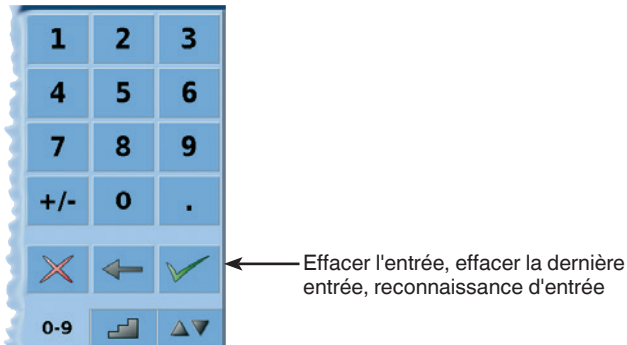 1 2 3
4 5 6
7 8 9
+/- 0 .
Effacer l'entrée, effacer la dernière
entrée, reconnaissance d'entrée
0-9